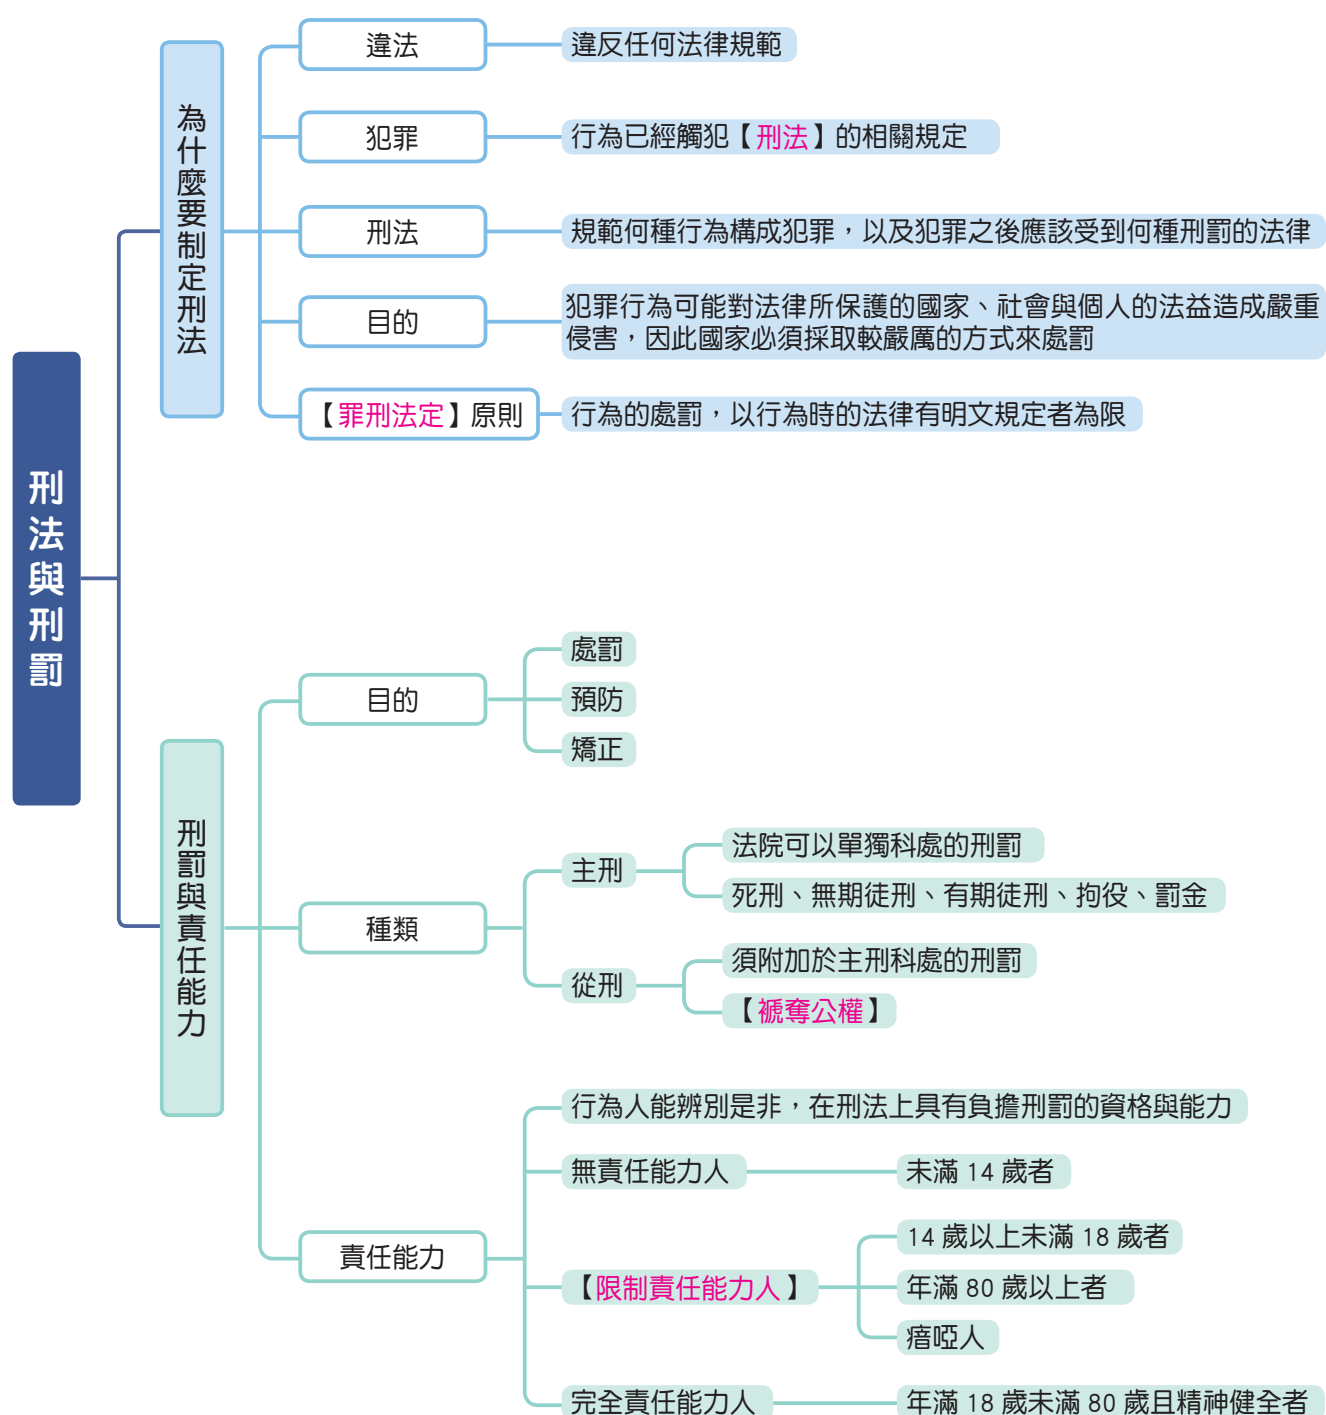 刑法與刑罰
為什麼要制定刑法
違法
違反任何法律規範
犯罪
行為已經觸犯【刑法】的相關規定
刑法
規範何種行為構成犯罪，以及犯罪之後應該受到何種刑罰的法律
目的
犯罪行為可能對法律所保護的國家、社會與個人的法益造成嚴重
侵害，因此國家必須採取較嚴厲的方式來處罰
【罪刑法定】原則
行為的處罰，以行為時的法律有明文規定者為限
刑罰與責任能力
目的
處罰
預防
矯正
種類
主刑
法院可以單獨科處的刑罰
死刑、無期徒刑、有期徒刑、拘役、罰金
從刑
須附加於主刑科處的刑罰
【褫奪公權】
責任能力
行為人能辨別是非，在刑法上具有負擔刑罰的資格與能力
無責任能力人
未滿 14 歲者
【限制責任能力人】
14 歲以上未滿 18 歲者
年滿 80 歲以上者
瘖啞人
完全責任能力人
年滿 18 歲未滿 80 歲且精神健全者